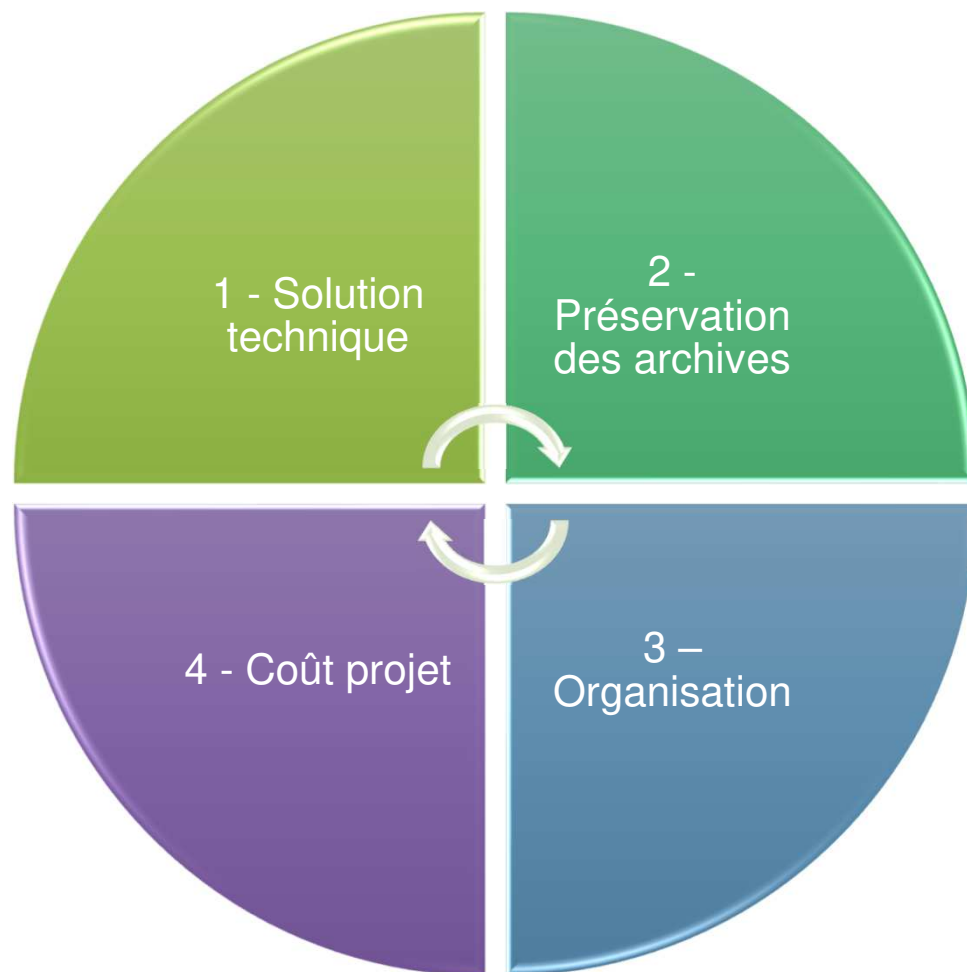 1 - Solution
technique
2 -
Préservation
des archives
3 –
Organisation
4 - Coût projet